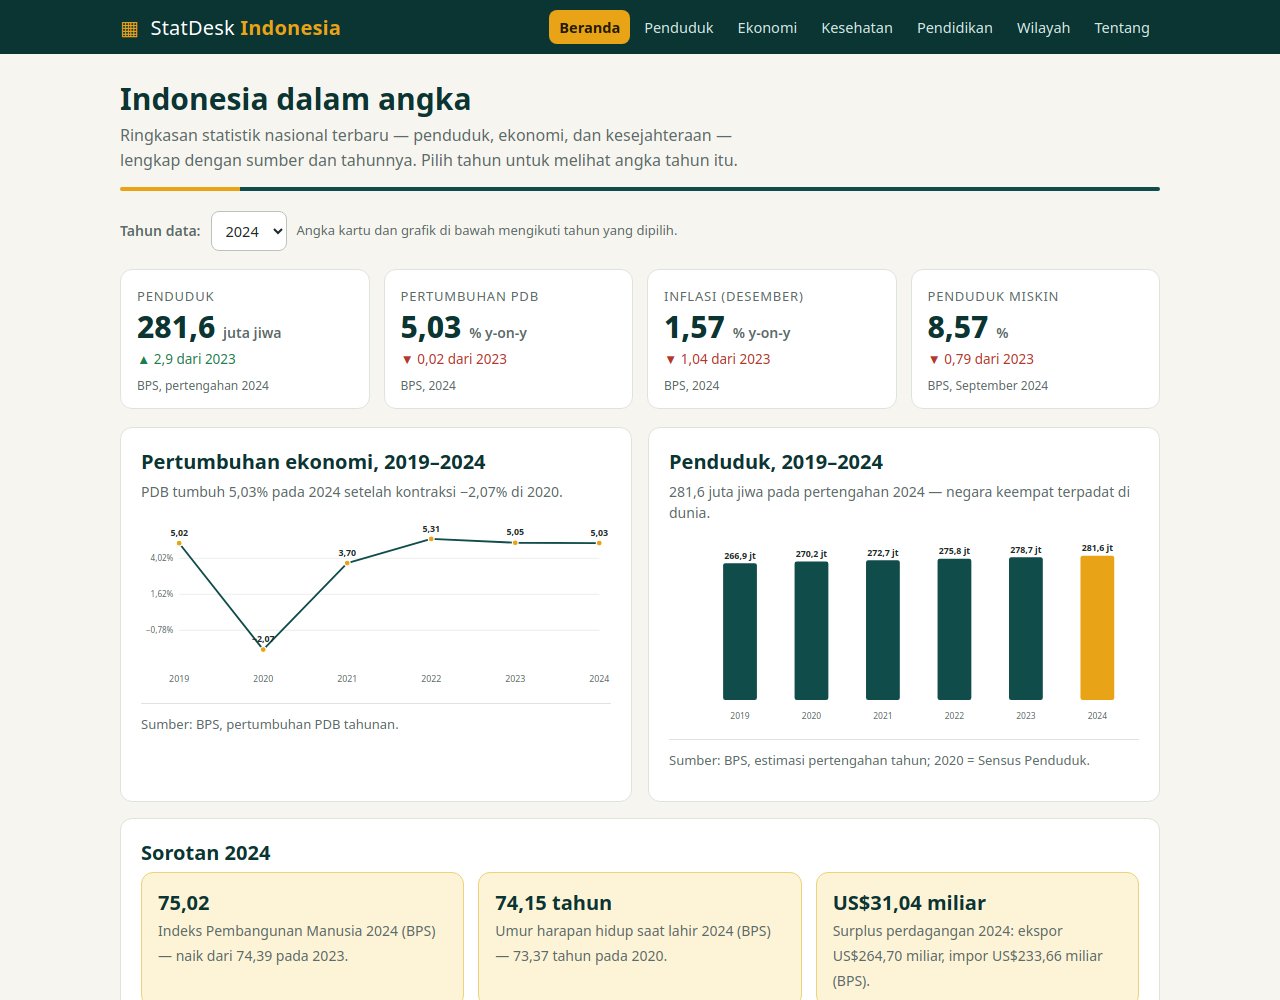 StatDesk Indonesia
Beranda
Penduduk
Ekonomi
Kesehatan
Pendidikan
Wilayah
Tentang
Indonesia dalam angka
Ringkasan statistik nasional terbaru — penduduk, ekonomi, dan kesejahteraan —
lengkap dengan sumber dan tahunnya. Pilih tahun untuk melihat angka tahun itu.
Tahun data: 2024 Angka kartu dan grafik di bawah mengikuti tahun yang dipilih.
PENDUDUK
281,6 juta jiwa
▲ 2,9 dari 2023
BPS, pertengahan 2024
PERTUMBUHAN PDB
5,03 % y-on-y
▼ 0,02 dari 2023
BPS, 2024
INFLASI (DESEMBER)
1,57 % y-on-y
▼ 1,04 dari 2023
BPS, 2024
PENDUDUK MISKIN
8,57 %
▼ 0,79 dari 2023
BPS, September 2024
Pertumbuhan ekonomi, 2019–2024
PDB tumbuh 5,03% pada 2024 setelah kontraksi −2,07% di 2020.
5,02
−2,07
3,70
5,31
5,05
5,03
4,02%
1,62%
−0,78%
2019
2020
2021
2022
2023
2024
Sumber: BPS, pertumbuhan PDB tahunan.
Penduduk, 2019–2024
281,6 juta jiwa pada pertengahan 2024 — negara keempat terpadat di
dunia.
266,9 jt
270,2 jt
272,7 jt
275,8 jt
278,7 jt
281,6 jt
2019
2020
2021
2022
2023
2024
Sumber: BPS, estimasi pertengahan tahun; 2020 = Sensus Penduduk.
Sorotan 2024
75,02
Indeks Pembangunan Manusia 2024 (BPS)
— naik dari 74,39 pada 2023.
74,15 tahun
Umur harapan hidup saat lahir 2024 (BPS)
— 73,37 tahun pada 2020.
US$31,04 miliar
Surplus perdagangan 2024: ekspor
US$264,70 miliar, impor US$233,66 miliar
(BPS).